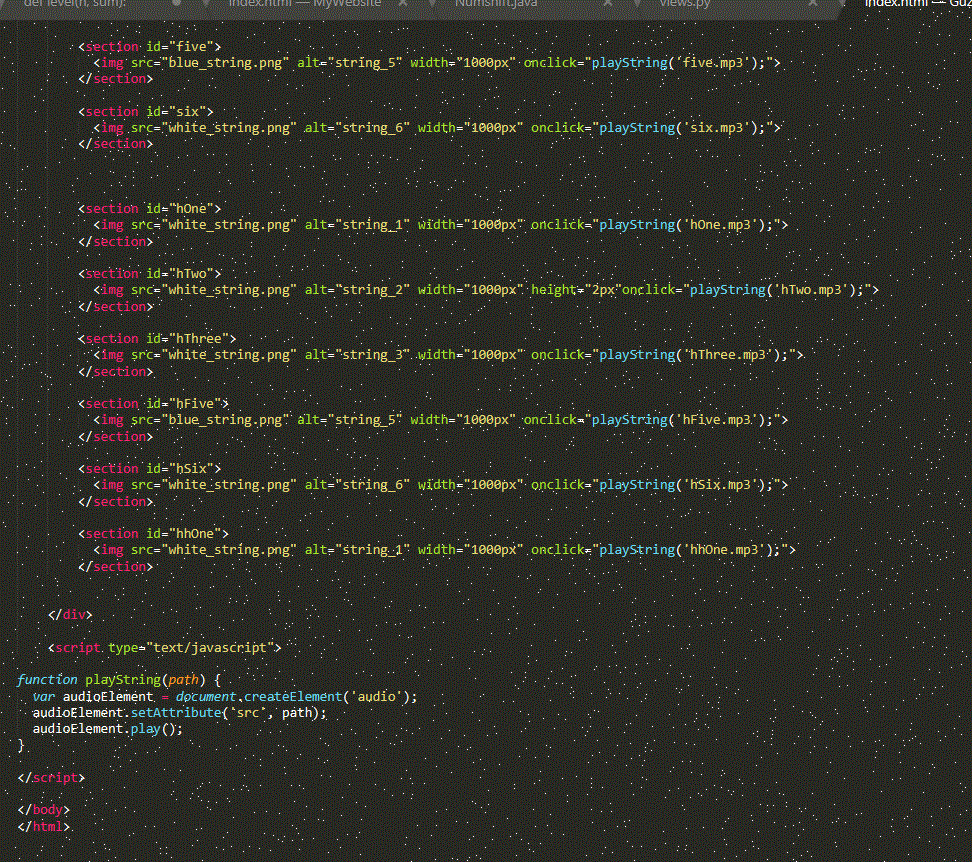 def level(n, sum): index.html — MyWebsite Numshift.java views.py index.html — Guz
<section id="five">
<img src="blue_string.png" alt="string_5" width="1000px" onclick="playString('five.mp3');">
</section>
<section id="six">
<img src="white_string.png" alt="string_6" width="1000px" onclick="playString('six.mp3');">
</section>
<section id="hOne">
<img src="white_string.png" alt="string_1" width="1000px" onclick="playString('hOne.mp3');">
</section>
<section id="hTwo">
<img src="white_string.png" alt="string_2" width="1000px" height="2px"onclick="playString('hTwo.mp3');">
</section>
<section id="hThree">
<img src="white_string.png" alt="string_3" width="1000px" onclick="playString('hThree.mp3');">
</section>
<section id="hFive">
<img src="blue_string.png" alt="string_5" width="1000px" onclick="playString('hFive.mp3');">
</section>
<section id="hSix">
<img src="white_string.png" alt="string_6" width="1000px" onclick="playString('hSix.mp3');">
</section>
<section id="hhOne">
<img src="white_string.png" alt="string_1" width="1000px" onclick="playString('hhOne.mp3');">
</section>
</div>
<script type="text/javascript">
function playString(path) {
var audioElement = document.createElement('audio');
audioElement.setAttribute('src', path);
audioElement.play();
}
</script>
</body>
</html>